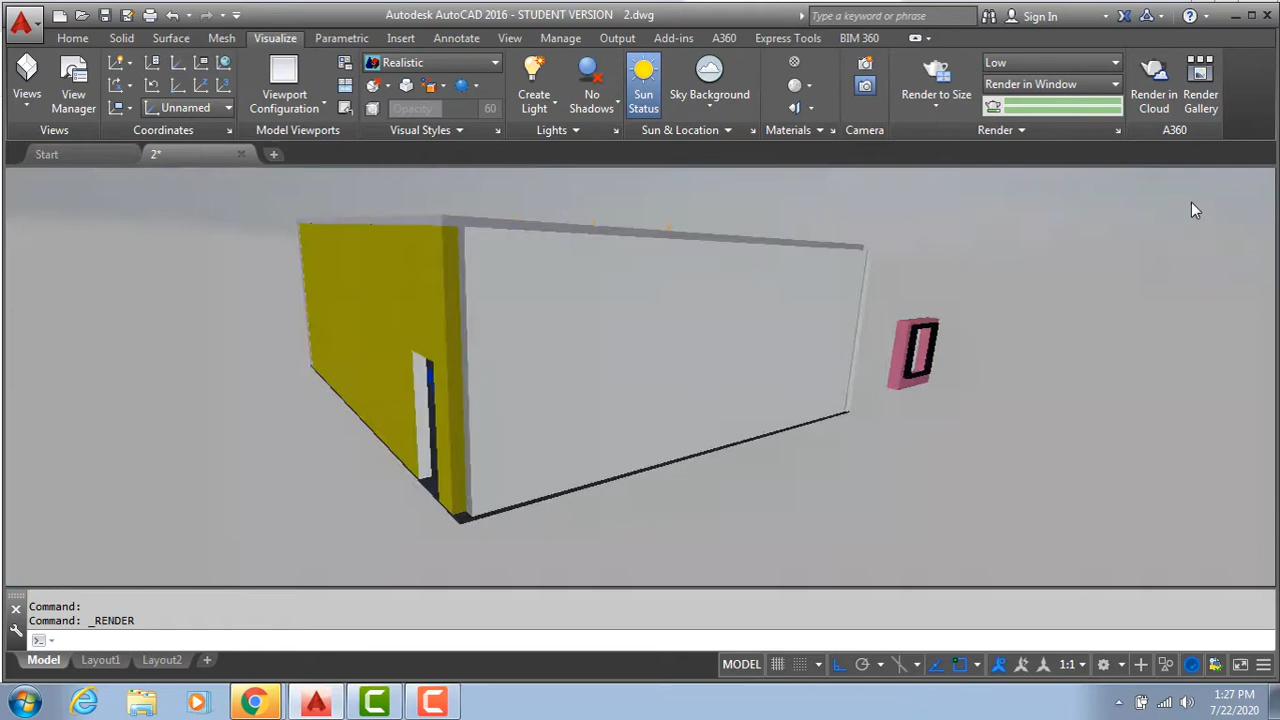 Autodesk AutoCAD 2016 - STUDENT VERSION 2.dwg
Type a keyword or phrase
Sign In
Home Solid Surface Mesh Visualize Parametric Insert Annotate View Manage Output Add-ins A360 Express Tools BIM 360
Views
View Manager
Unnamed
Viewport Configuration
Realistic
Opacity 60
Create Light
No Shadows
Sun Status
Sky Background
Render to Size
Low
Render in Window
Render in Cloud
Render Gallery
Views Coordinates Model Viewports Visual Styles Lights Sun & Location Materials Camera Render A360
Start 2*
Command:
Command: _RENDER
Model Layout1 Layout2
MODEL 1:1
1:27 PM
7/22/2020